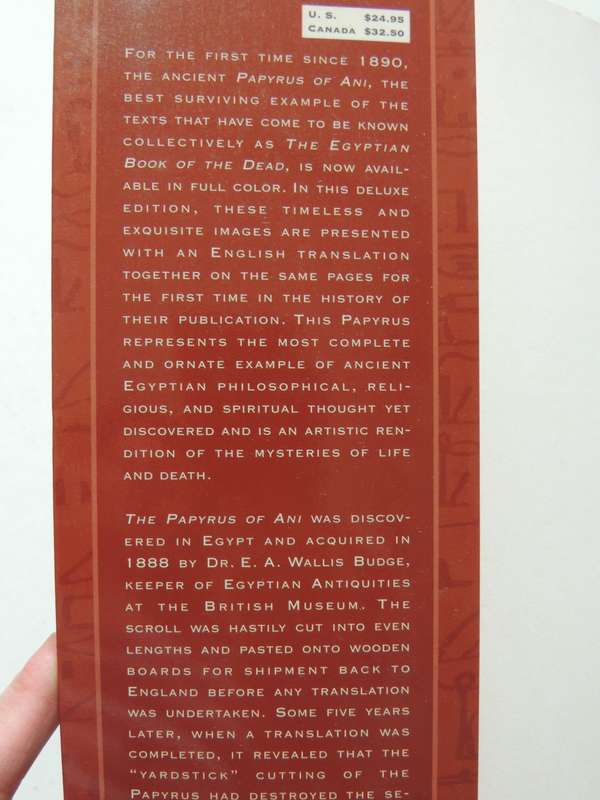 U. S. $24.95
CANADA $32.50
FOR THE FIRST TIME SINCE 1890,
THE ANCIENT PAPYRUS OF ANI, THE
BEST SURVIVING EXAMPLE OF THE
TEXTS THAT HAVE COME TO BE KNOWN
COLLECTIVELY AS THE EGYPTIAN
BOOK OF THE DEAD, IS NOW AVAIL-
ABLE IN FULL COLOR. IN THIS DELUXE
EDITION, THESE TIMELESS AND
EXQUISITE IMAGES ARE PRESENTED
WITH AN ENGLISH TRANSLATION
TOGETHER ON THE SAME PAGES FOR
THE FIRST TIME IN THE HISTORY OF
THEIR PUBLICATION. THIS PAPYRUS
REPRESENTS THE MOST COMPLETE
AND ORNATE EXAMPLE OF ANCIENT
EGYPTIAN PHILOSOPHICAL, RELI-
GIOUS, AND SPIRITUAL THOUGHT YET
DISCOVERED AND IS AN ARTISTIC REN-
DITION OF THE MYSTERIES OF LIFE
AND DEATH.
THE PAPYRUS OF ANI WAS DISCOV-
ERED IN EGYPT AND ACQUIRED IN
1888 BY DR. E. A. WALLIS BUDGE,
KEEPER OF EGYPTIAN ANTIQUITIES
AT THE BRITISH MUSEUM. THE
SCROLL WAS HASTILY CUT INTO EVEN
LENGTHS AND PASTED ONTO WOODEN
BOARDS FOR SHIPMENT BACK TO
ENGLAND BEFORE ANY TRANSLATION
WAS UNDERTAKEN. SOME FIVE YEARS
LATER, WHEN A TRANSLATION WAS
COMPLETED, IT REVEALED THAT THE
"YARDSTICK" CUTTING OF THE
PAPYRUS HAD DESTROYED THE SE-